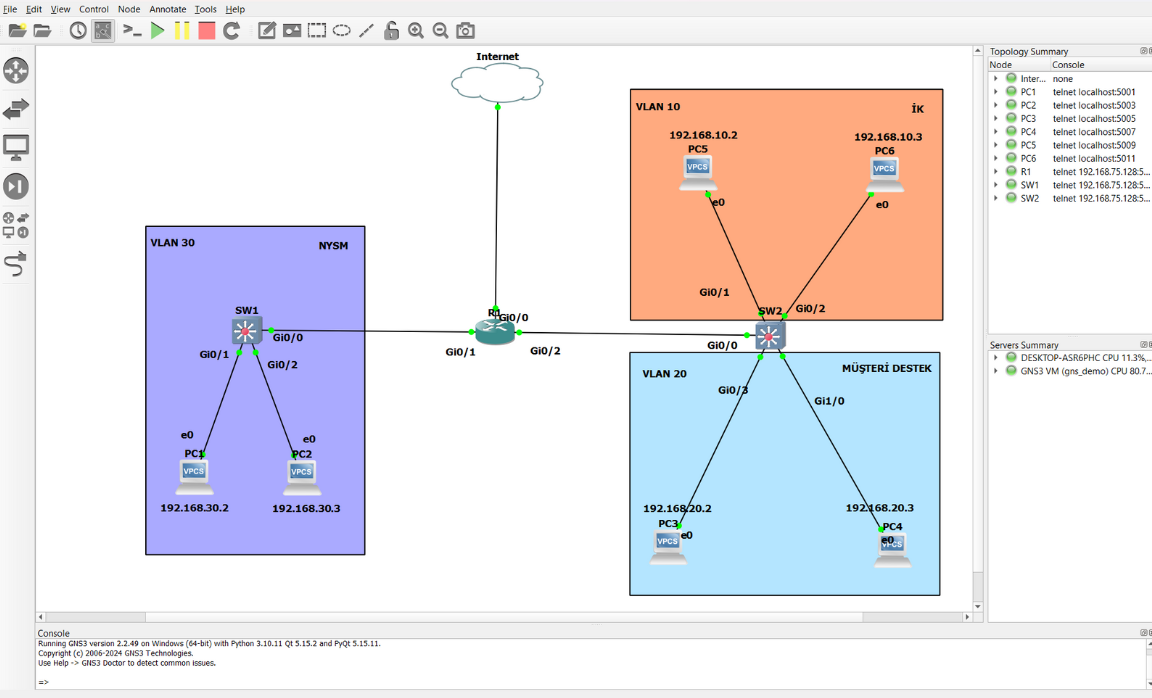 File Edit View Control Node Annotate Tools Help
Internet
VLAN 10
İK
192.168.10.2
PC5
VPCS
e0
192.168.10.3
PC6
VPCS
e0
Gi0/1
Gi0/2
SW2
Gi0/0
VLAN 30
NYSM
SW1
Gi0/0
Gi0/1
Gi0/2
e0
PC1
VPCS
192.168.30.2
e0
PC2
VPCS
192.168.30.3
R1
Gi0/0
Gi0/1
Gi0/2
VLAN 20
MÜŞTERİ DESTEK
Gi0/3
Gi1/0
192.168.20.2
PC3
e0
VPCS
192.168.20.3
PC4
e0
VPCS
Topology Summary
Node Console
Inter... none
PC1 telnet localhost:5001
PC2 telnet localhost:5003
PC3 telnet localhost:5005
PC4 telnet localhost:5007
PC5 telnet localhost:5009
PC6 telnet localhost:5011
R1 telnet 192.168.75.128:5...
SW1 telnet 192.168.75.128:5...
SW2 telnet 192.168.75.128:5...
Servers Summary
DESKTOP-ASR6PHC CPU 11.3%,...
GNS3 VM (gns_demo) CPU 80.7...
Console
Running GNS3 version 2.2.49 on Windows (64-bit) with Python 3.10.11 Qt 5.15.2 and PyQt 5.15.11.
Copyright (c) 2006-2024 GNS3 Technologies.
Use Help -> GNS3 Doctor to detect common issues.
=>